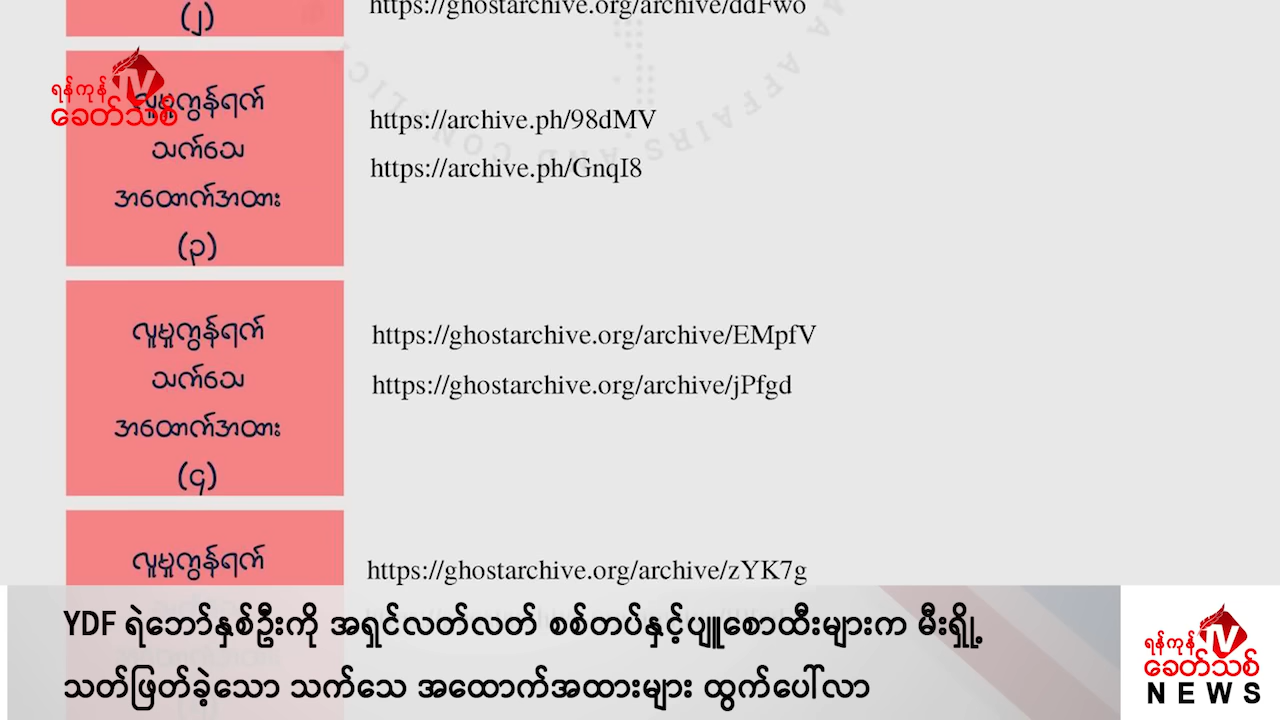 (၂)
https://ghostarchive.org/archive/ddFwo
ရန်ကုန် TV
ခေတ်သစ်
လူမှုကွန်ရက်
သက်သေ
အထောက်အထား
(၃)
https://archive.ph/98dMV
https://archive.ph/GnqI8
MA AFFAIRS AND CONFLIC
လူမှုကွန်ရက်
သက်သေ
အထောက်အထား
(၄)
https://ghostarchive.org/archive/EMpfV
https://ghostarchive.org/archive/jPfgd
လူမှုကွန်ရက်
https://ghostarchive.org/archive/zYK7g
YDF ရဲဘော်နှစ်ဦးကို အရှင်လတ်လတ် စစ်တပ်နှင့်ပျူစောထီးများက မီးရှို့
သတ်ဖြတ်ခဲ့သော သက်သေ အထောက်အထားများ ထွက်ပေါ်လာ
ရန်ကုန် TV
ခေတ်သစ်
NEWS